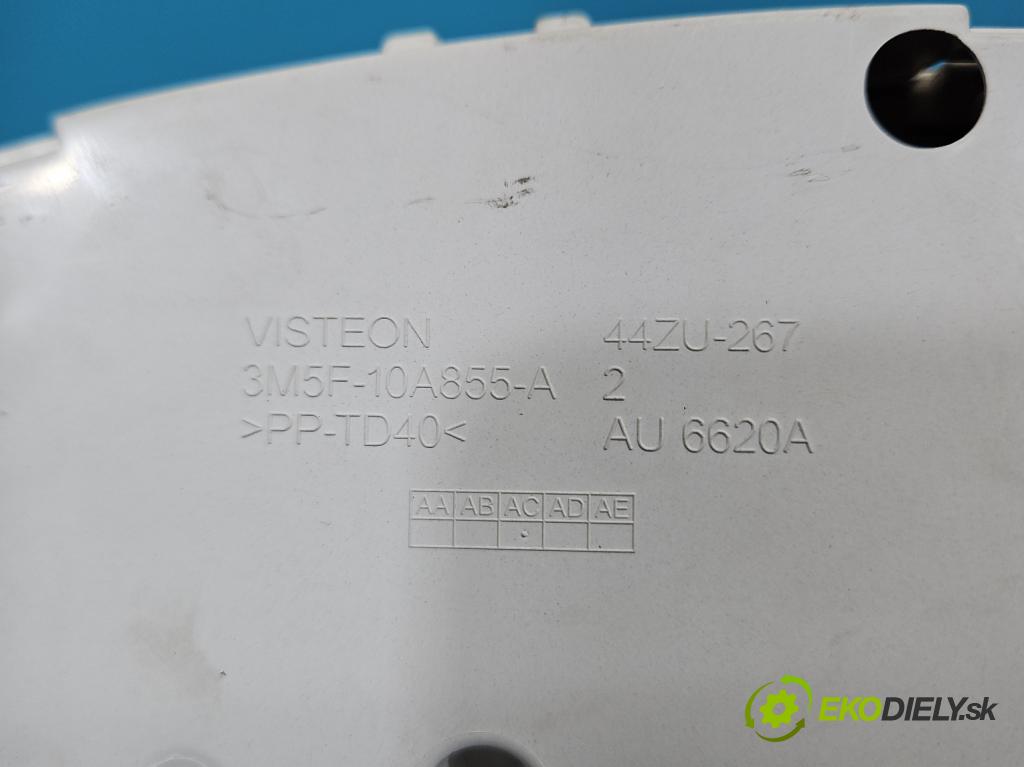 VISTEON 44ZU-267
3M5F-10A855-A 2
>PP-TD40< AU 6620A
AA AB AC AD AE
EKODIELY.sk